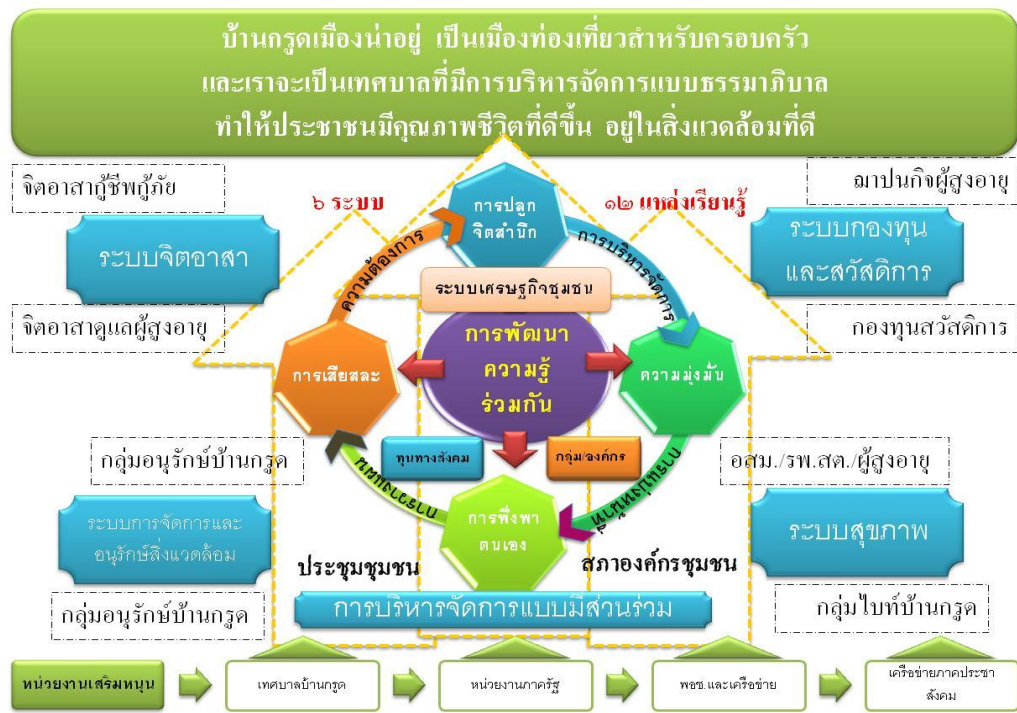 บ้านกรูดเมืองน่าอยู่ เป็นเมืองท่องเที่ยวสำหรับครอบครัว
และเราจะเป็นเทศบาลที่มีการบริหารจัดการแบบธรรมาภิบาล
ทำให้ประชาชนมีคุณภาพชีวิตที่ดีขึ้น อยู่ในสิ่งแวดล้อมที่ดี
จิตอาสากู้ชีพกู้ภัย
ระบบจิตอาสา
จิตอาสาดูแลผู้สูงอายุ
๖ ระบบ
๑๒ แหล่งเรียนรู้
ฌาปนกิจผู้สูงอายุ
ระบบกองทุน
และสวัสดิการ
กองทุนสวัสดิการ
การปลูก
จิตสำนึก
การบริหารจัดการ
ความมุ่งมั่น
การแบ่งหน้าที่
การพึ่งพา
ตนเอง
การวางแผน
การเสียสละ
ความต้องการ
ระบบเศรษฐกิจชุมชน
การพัฒนา
ความรู้
ร่วมกัน
ทุนทางสังคม
กลุ่ม/องค์กร
กลุ่มอนุรักษ์บ้านกรูด
ระบบการจัดการและ
อนุรักษ์สิ่งแวดล้อม
กลุ่มอนุรักษ์บ้านกรูด
อสม./รพ.สต./ผู้สูงอายุ
ระบบสุขภาพ
กลุ่มไบท์บ้านกรูด
ประชุมชุมชน
สภาองค์กรชุมชน
การบริหารจัดการแบบมีส่วนร่วม
หน่วยงานเสริมหนุน
เทศบาลบ้านกรูด
หน่วยงานภาครัฐ
พอช.และเครือข่าย
เครือข่ายภาคประชา
สังคม